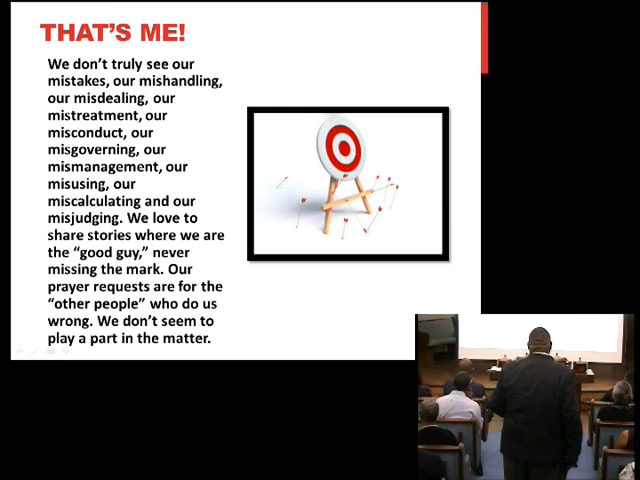 THAT'S ME!
We don't truly see our
mistakes, our mishandling,
our misdealing, our
mistreatment, our
misconduct, our
misgoverning, our
mismanagement, our
misusing, our
miscalculating and our
misjudging. We love to
share stories where we are
the “good guy,” never
missing the mark. Our
prayer requests are for the
“other people” who do us
wrong. We don't seem to
play a part in the matter.